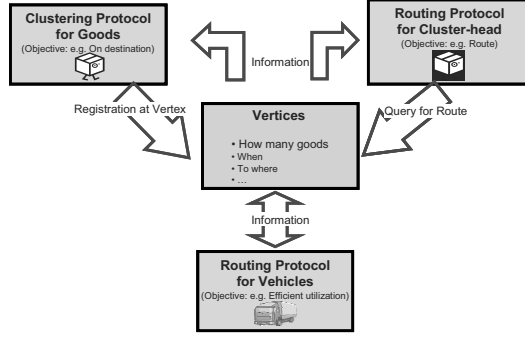 Clustering Protocol
for Goods
(Objective: e.g. On destination)
Routing Protocol
for Cluster-head
(Objective: e.g. Route)
Information
Registration at Vertex
Query for Route
Vertices
• How many goods
• When
• To where
• ...
Information
Routing Protocol
for Vehicles
(Objective: e.g. Efficient utilization)